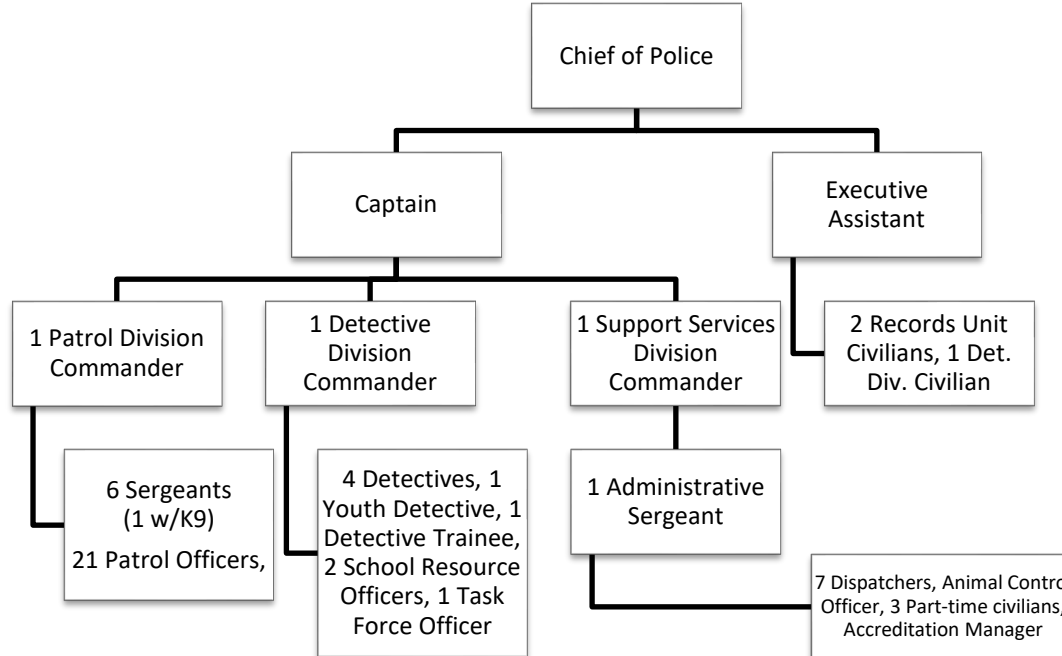 Chief of Police
Captain
Executive
Assistant
1 Patrol Division
Commander
1 Detective
Division
Commander
1 Support Services
Division
Commander
2 Records Unit
Civilians, 1 Det.
Div. Civilian
6 Sergeants
(1 w/K9)
21 Patrol Officers,
4 Detectives, 1
Youth Detective, 1
Detective Trainee,
2 School Resource
Officers, 1 Task
Force Officer
1 Administrative
Sergeant
7 Dispatchers, Animal Contro
Officer, 3 Part-time civilians,
Accreditation Manager